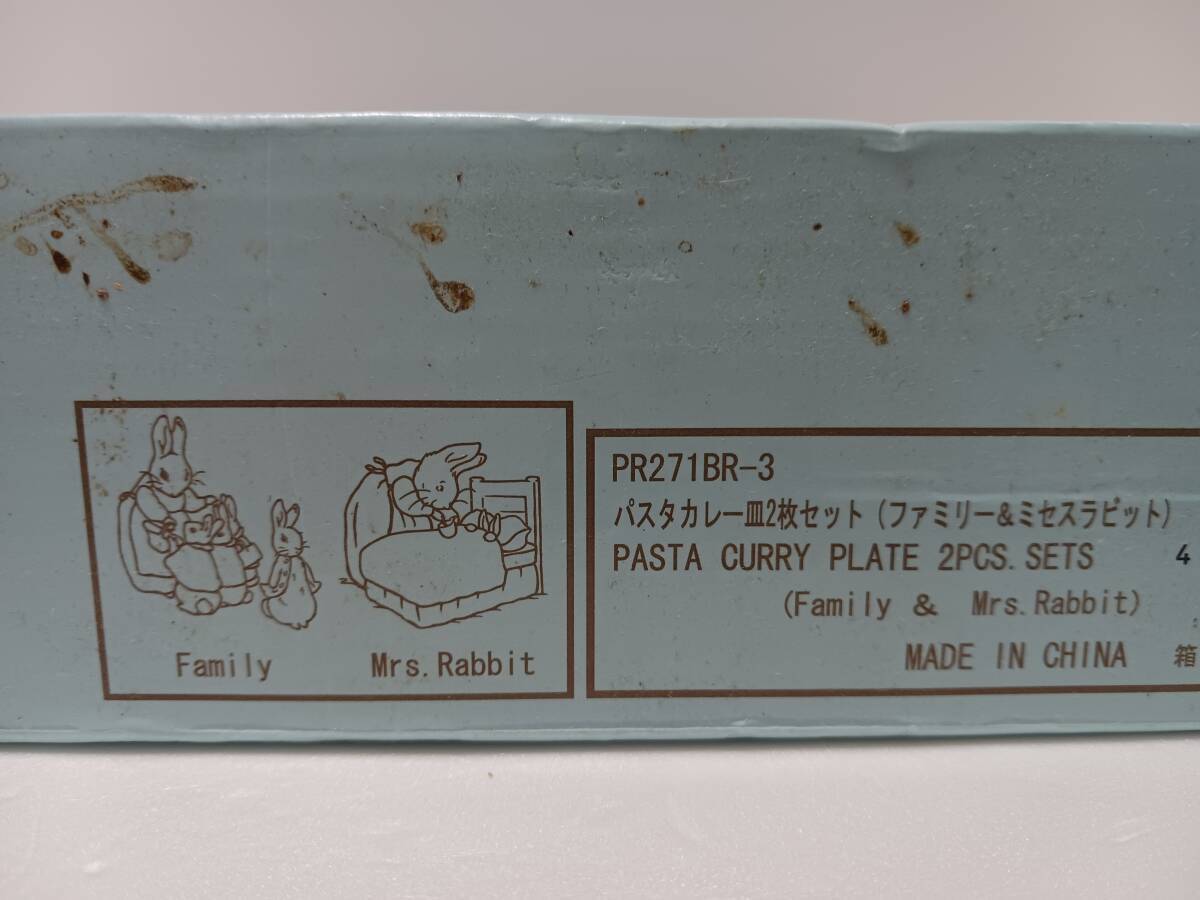 Family
Mrs. Rabbit
PR271BR-3
パスタカレー皿2枚セット(ファミリー&ミセスラビット)
PASTA CURRY PLATE 2PCS. SETS
4
(Family & Mrs. Rabbit)
MADE IN CHINA
箱